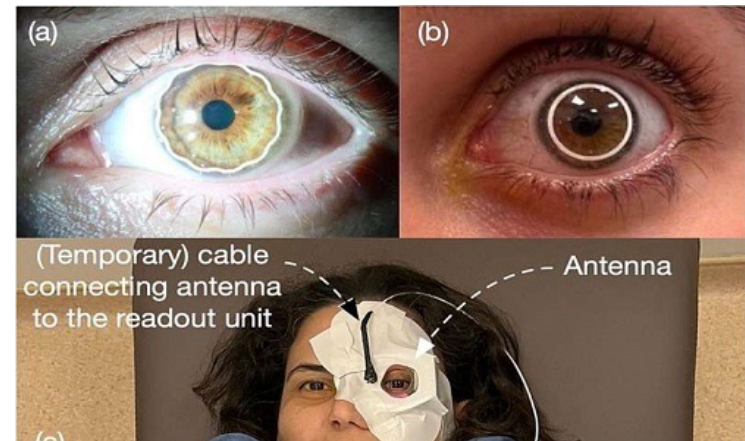 (a)
(b)
(Temporary) cable
connecting antenna
to the readout unit
Antenna